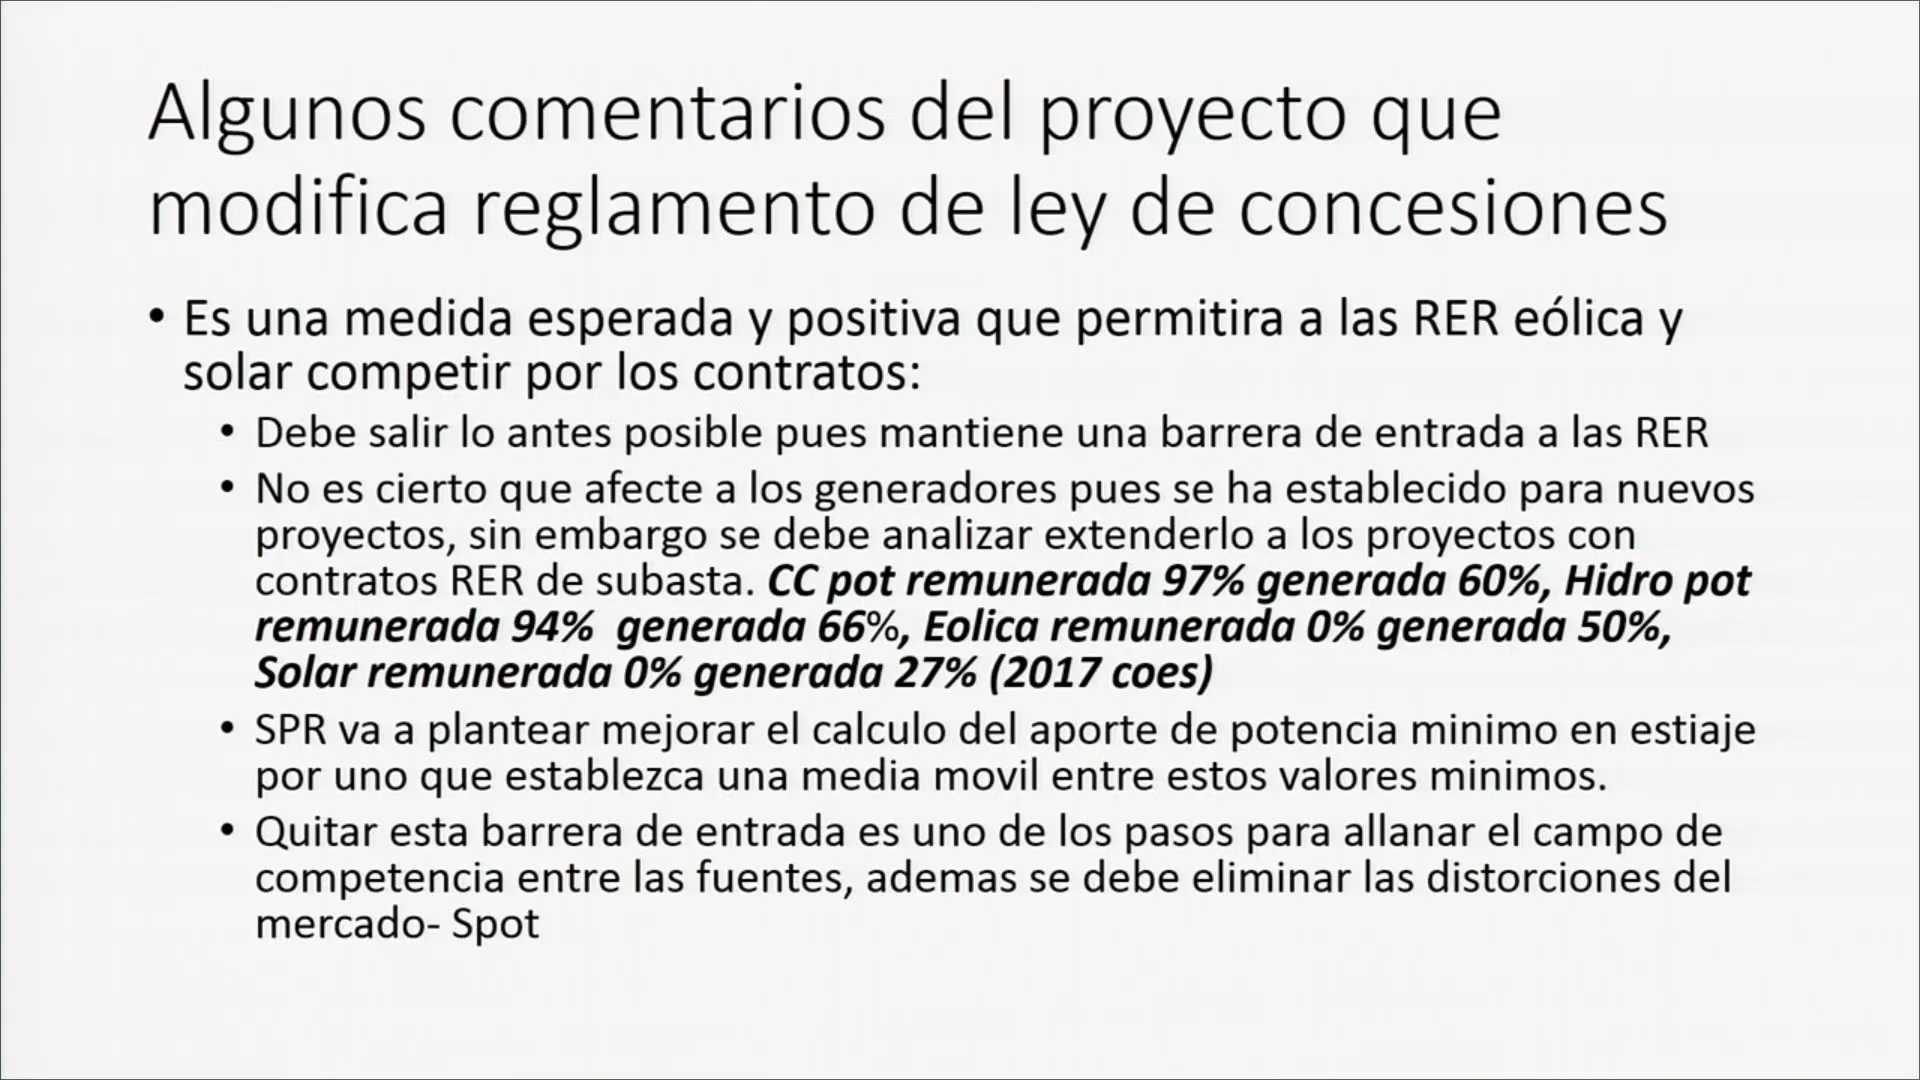 Algunos comentarios del proyecto que
modifica reglamento de ley de concesiones
• Es una medida esperada y positiva que permitira a las RER eólica y
solar competir por los contratos:
• Debe salir lo antes posible pues mantiene una barrera de entrada a las RER
• No es cierto que afecte a los generadores pues se ha establecido para nuevos
proyectos, sin embargo se debe analizar extenderlo a los proyectos con
contratos RER de subasta. CC pot remunerada 97% generada 60%, Hidro pot
remunerada 94%  generada 66%, Eolica remunerada 0% generada 50%,
Solar remunerada 0% generada 27% (2017 coes)
• SPR va a plantear mejorar el calculo del aporte de potencia minimo en estiaje
por uno que establezca una media movil entre estos valores minimos.
• Quitar esta barrera de entrada es uno de los pasos para allanar el campo de
competencia entre las fuentes, ademas se debe eliminar las distorciones del
mercado- Spot